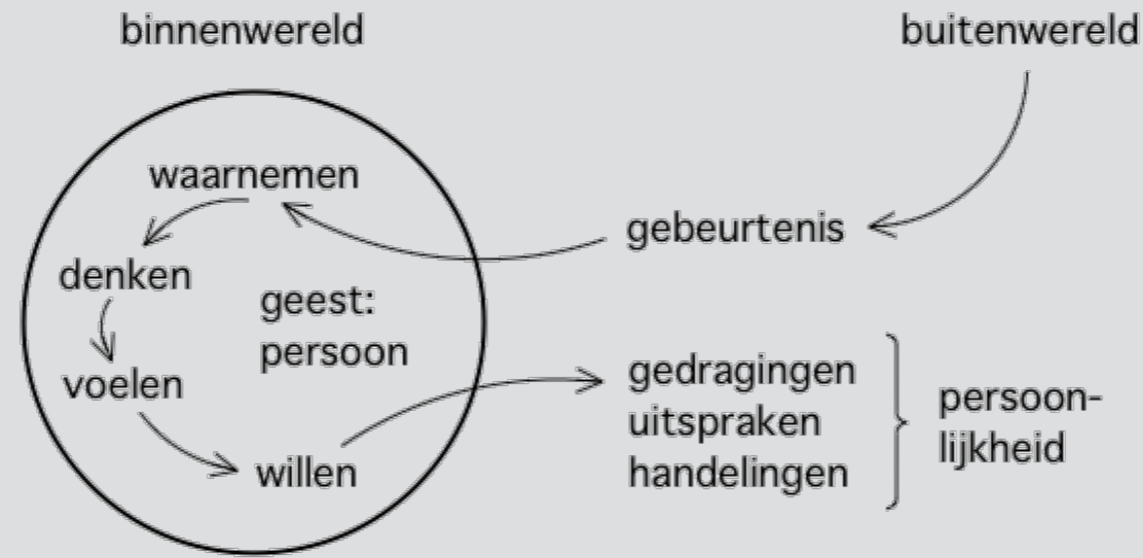 binnenwereld
buitenwereld
waarnemen
gebeurtenis
denken
geest:
persoon
voelen
willen
gedragingen
uitspraken
handelingen
persoon-
lijkheid